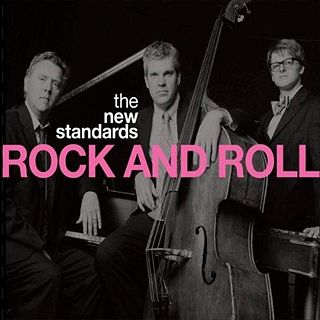 the
new
standards
ROCK AND ROLL